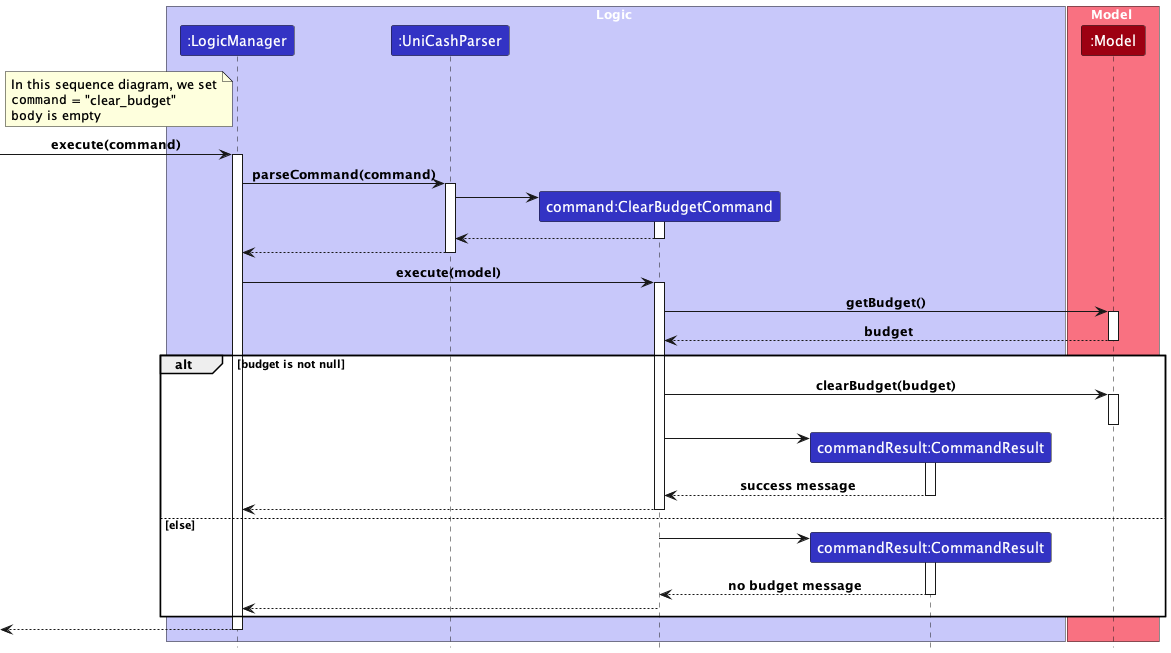 Logic
Model
:LogicManager
:UniCashParser
:Model
In this sequence diagram, we set
command = "clear_budget"
body is empty
execute(command)
parseCommand(command)
command:ClearBudgetCommand
execute(model)
getBudget()
budget
alt
[budget is not null]
clearBudget(budget)
commandResult:CommandResult
success message
[else]
commandResult:CommandResult
no budget message